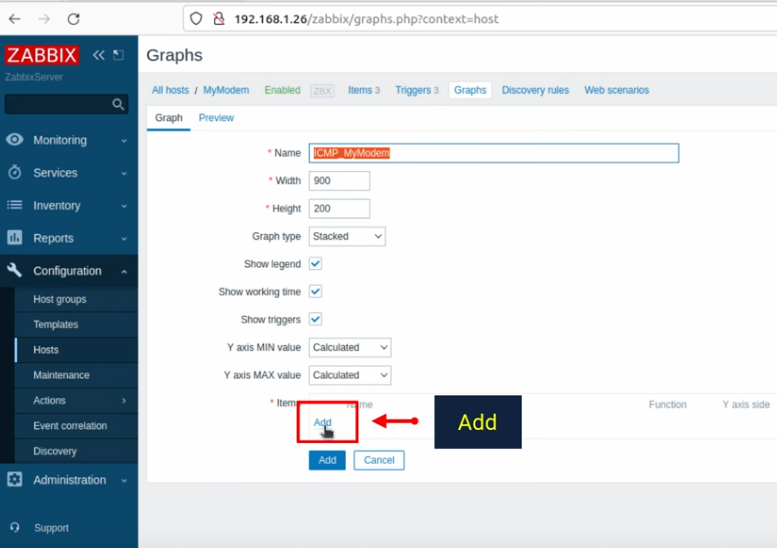 192.168.1.26/zabbix/graphs.php?context=host
ZABBIX
ZabbixServer
Monitoring
Services
Inventory
Reports
Configuration
Host groups
Templates
Hosts
Maintenance
Actions
Event correlation
Discovery
Administration
Support
Graphs
All hosts / MyModem Enabled ZBX Items 3 Triggers 3 Graphs Discovery rules Web scenarios
Graph Preview
* Name ICMP_MyModem
* Width 900
* Height 200
Graph type Stacked
Show legend
Show working time
Show triggers
Y axis MIN value Calculated
Y axis MAX value Calculated
* Items Name Function Y axis side
Add
Add
Add Cancel